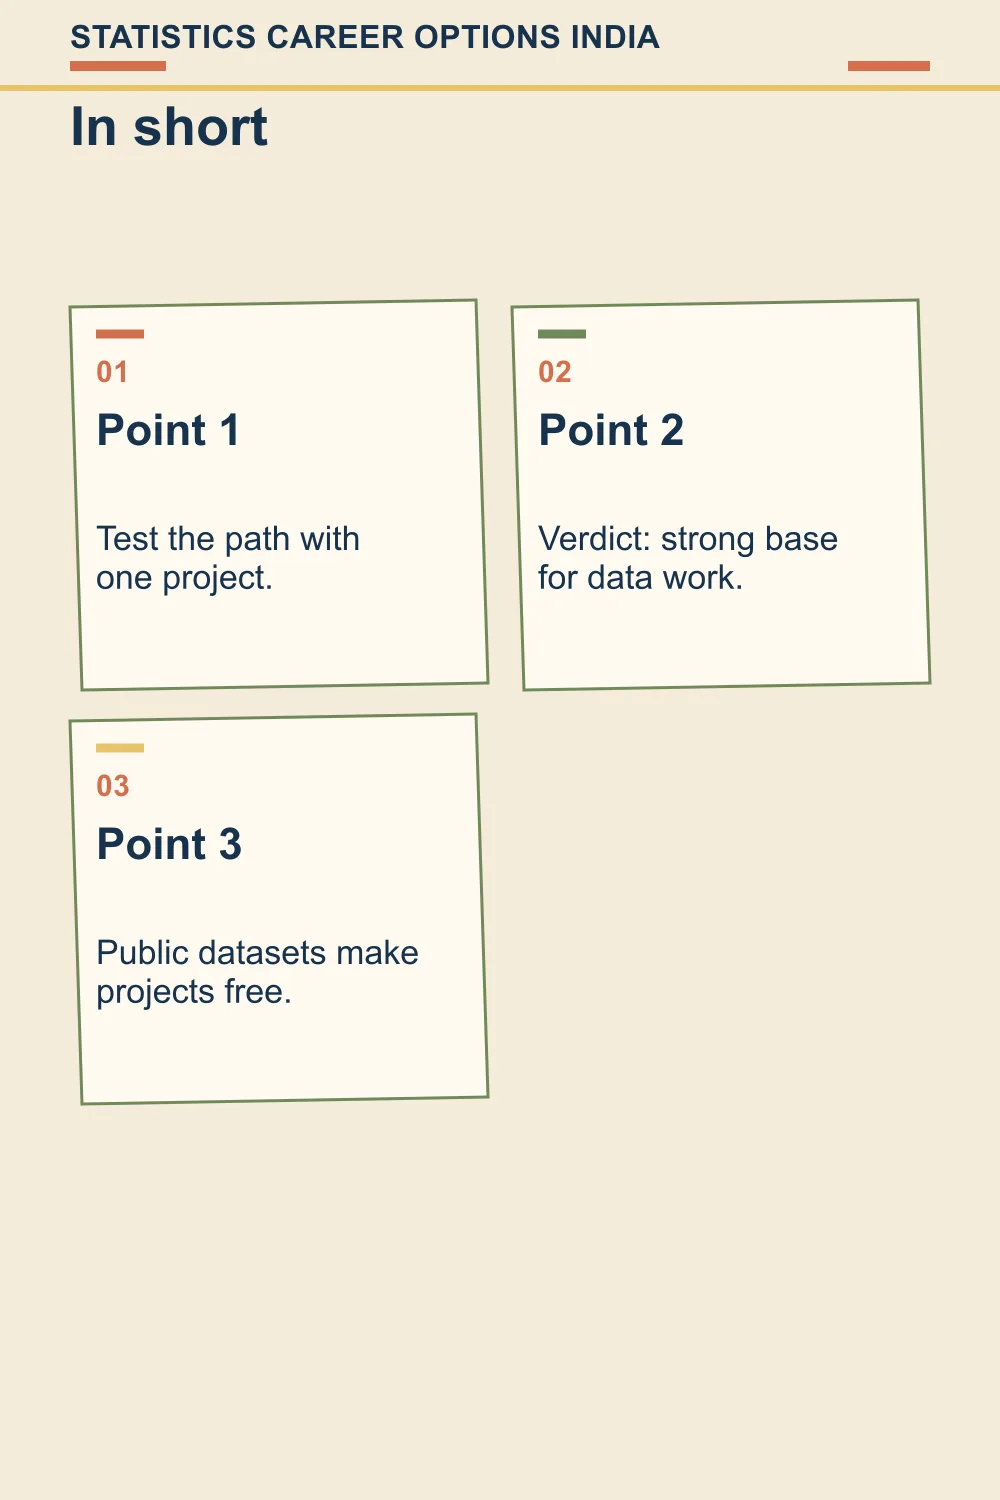 STATISTICS CAREER OPTIONS INDIA
In short
01
Point 1
Test the path with
one project.
02
Point 2
Verdict: strong base
for data work.
03
Point 3
Public datasets make
projects free.